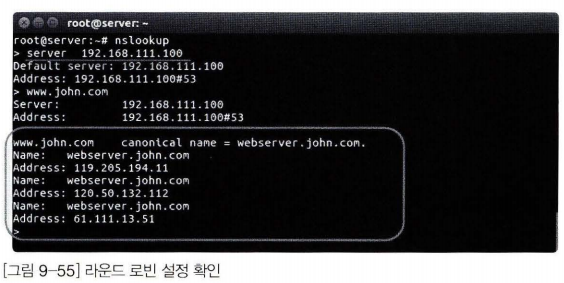 root@server: ~
root@server:~# nslookup
> server  192.168.111.100
Default server: 192.168.111.100
Address: 192.168.111.100#53
> www.john.com
Server:         192.168.111.100
Address:        192.168.111.100#53
www.john.com    canonical name = webserver.john.com.
Name:   webserver.john.com
Address: 119.205.194.11
Name:   webserver.john.com
Address: 120.50.132.112
Name:   webserver.john.com
Address: 61.111.13.51
>
[그림 9-55] 라운드 로빈 설정 확인